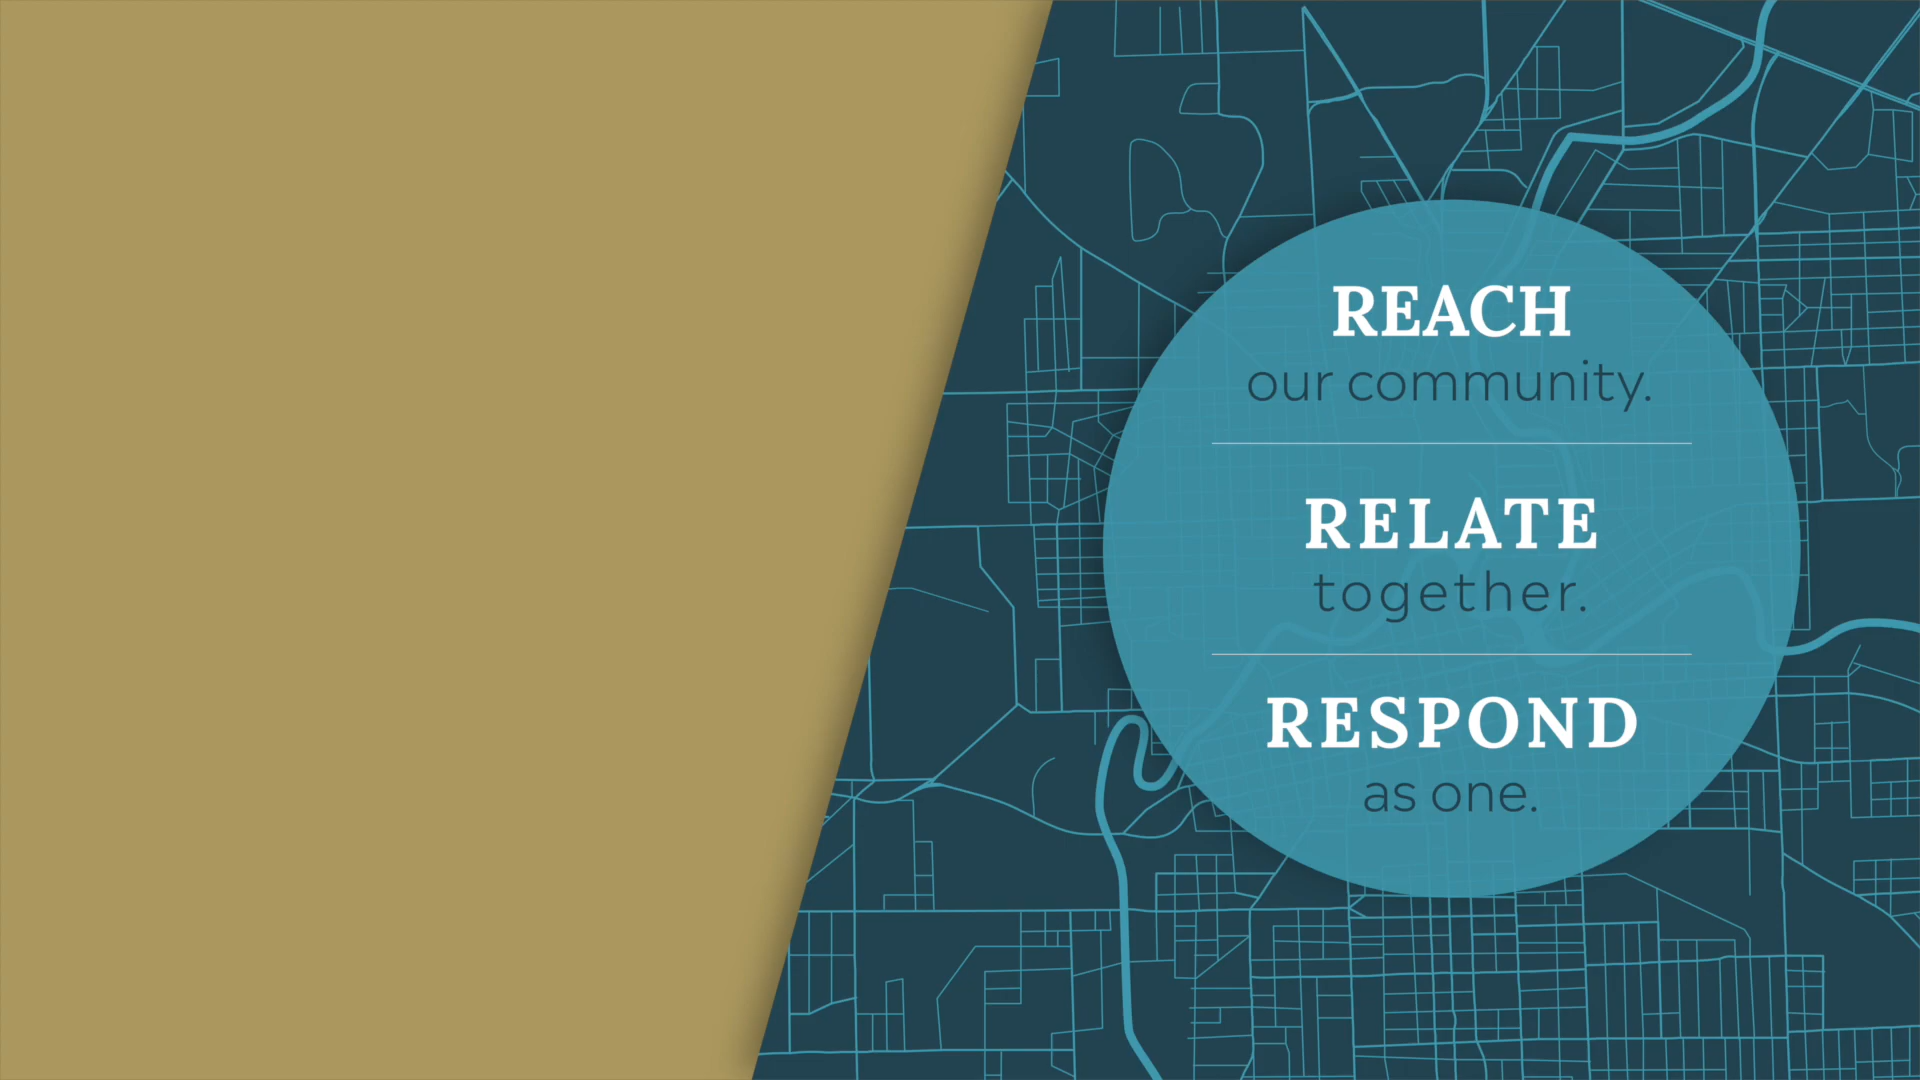 REACH
our community.
RELATE
together.
RESPOND
as one.